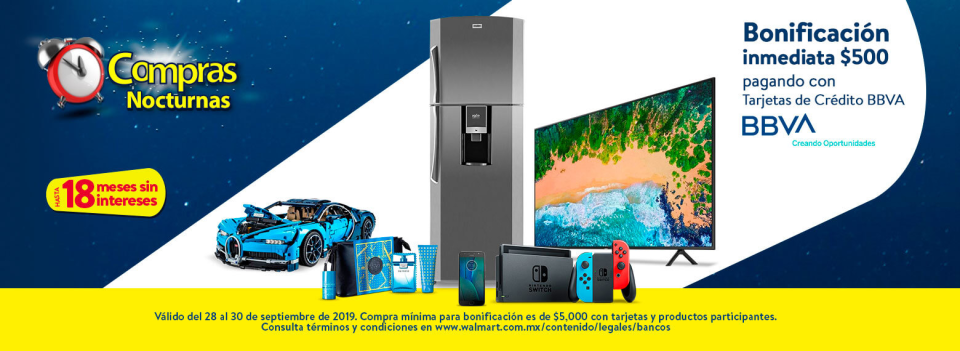 Compras
Nocturnas
HASTA 18 meses sin
intereses
Bonificación
inmediata $500
pagando con
Tarjetas de Crédito BBVA
BBVA
Creando Oportunidades
NINTENDO
SWITCH
Válido del 28 al 30 de septiembre de 2019. Compra mínima para bonificación es de $5,000 con tarjetas y productos participantes.
Consulta términos y condiciones en www.walmart.com.mx/contenido/legales/bancos